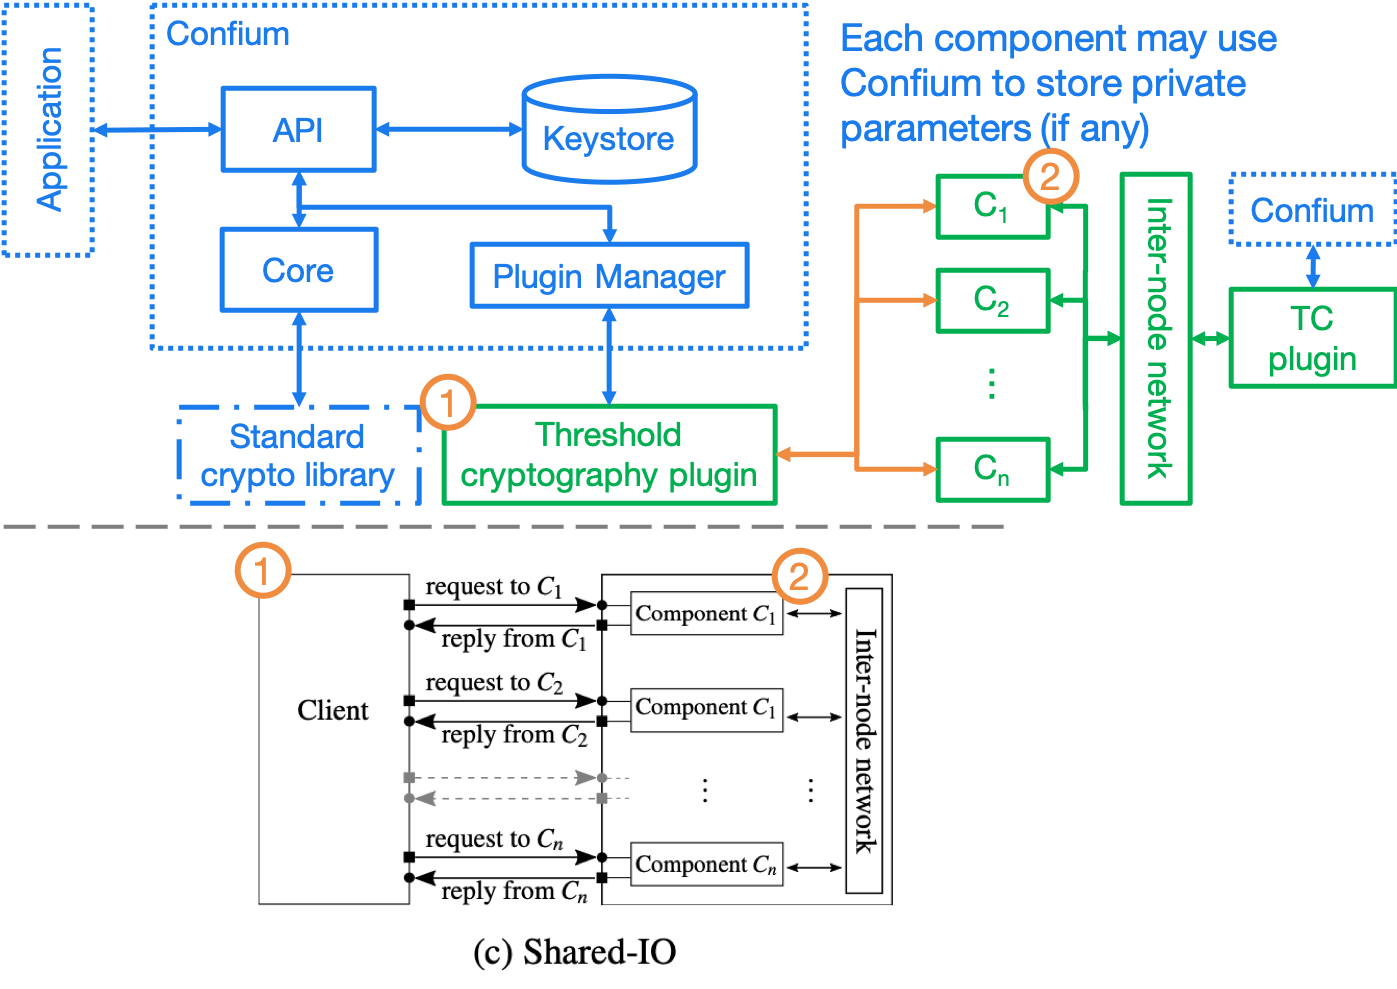 Confium
Application
API
Keystore
Core
Plugin Manager
Standard
crypto library
1
Threshold
cryptography plugin
Each component may use
Confium to store private
parameters (if any)
2
C1
C2
⋮
Cn
Inter-node network
Confium
TC
plugin
1
Client
request to C1
reply from C1
request to C2
reply from C2
request to Cn
reply from Cn
2
Component C1
Component C1
⋮ ⋮
Component Cn
Inter-node network
(c) Shared-IO